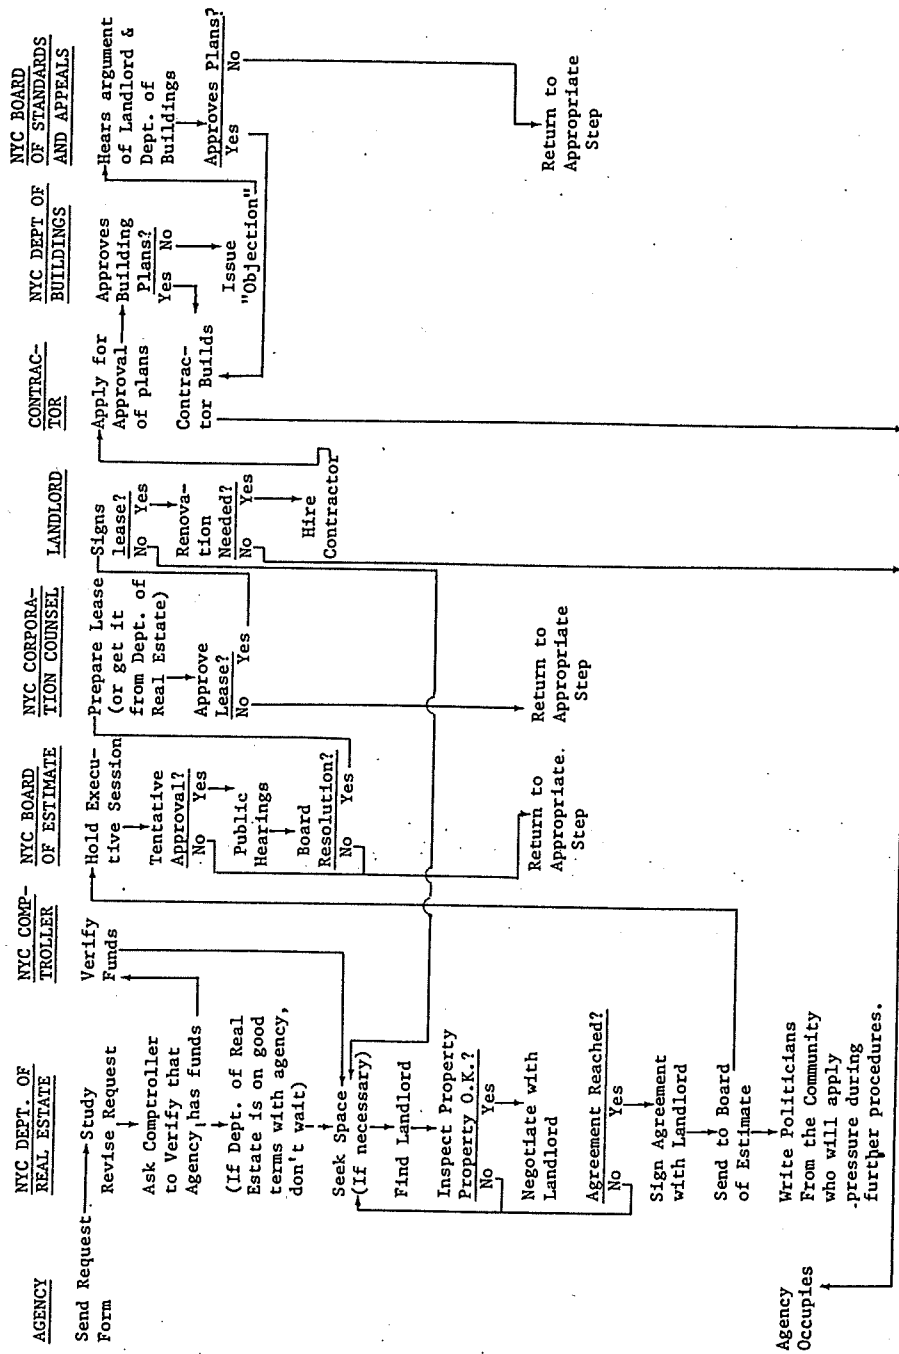 AGENCY
Send Request
Form
Agency
Occupies
NYC DEPT. OF
REAL ESTATE
Study
Revise Request
Ask Comptroller
to Verify that
Agency has funds
(If Dept. of Real
Estate is on good
terms with agency,
don't wait)
Seek Space
(If necessary)
Find Landlord
Inspect Property
Property O.K.?
No Yes
Negotiate with
Landlord
Agreement Reached?
No Yes
Sign Agreement
with Landlord
Send to Board
of Estimate
Write Politicians
From the Community
who will apply
pressure during
further procedures.
NYC COMP-
TROLLER
Verify
Funds
NYC BOARD
OF ESTIMATE
Hold Execu-
tive Session
Tentative
Approval?
No Yes
Public
Hearings
Board
Resolution?
No Yes
Return to
Appropriate.
Step
NYC CORPORA-
TION COUNSEL
Prepare Lease
(or get it
from Dept. of
Real Estate)
Approve
Lease?
No Yes
Return to
Appropriate
Step
LANDLORD
Signs
lease?
No Yes
Renova-
tion
Needed?
No Yes
Hire
Contractor
CONTRAC-
TOR
Apply for
Approval
of plans
Contrac-
tor Builds
NYC DEPT OF
BUILDINGS
Approves
Building
Plans?
Yes No
Issue
"Objection"
NYC BOARD
OF STANDARDS
AND APPEALS
Hears argument
of Landlord &
Dept. of
Buildings
Approves Plans?
Yes No
Return to
Appropriate
Step